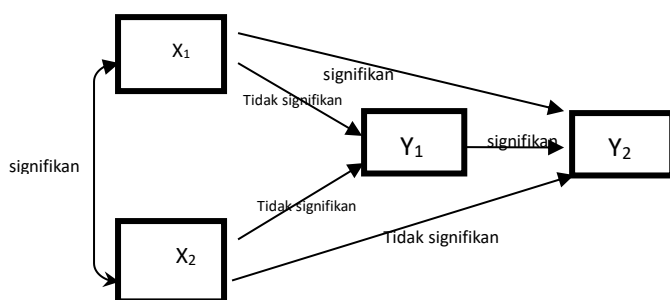 X₁
signifikan
Tidak signifikan
Y₁
signifikan
Y₂
signifikan
Tidak signifikan
Tidak signifikan
X₂